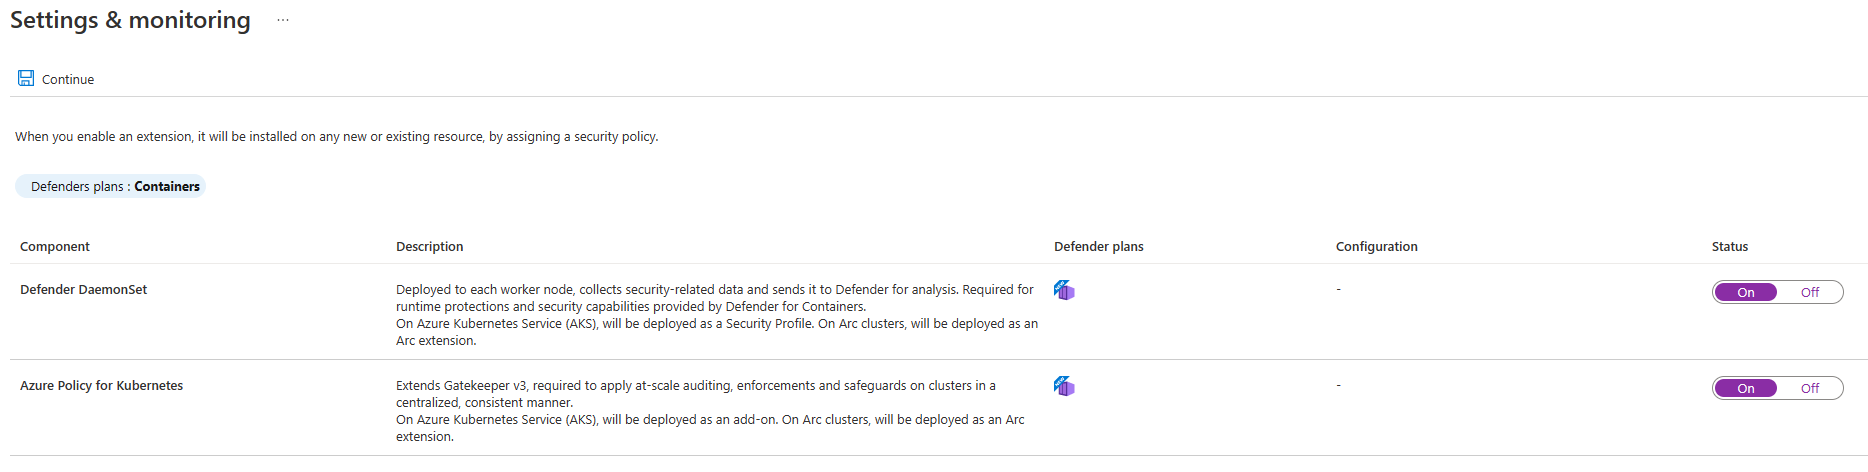 Settings & monitoring ...
Continue
When you enable an extension, it will be installed on any new or existing resource, by assigning a security policy.
Defenders plans : Containers
Component Description Defender plans Configuration Status
Defender DaemonSet Deployed to each worker node, collects security-related data and sends it to Defender for analysis. Required for - On Off
runtime protections and security capabilities provided by Defender for Containers.
On Azure Kubernetes Service (AKS), will be deployed as a Security Profile. On Arc clusters, will be deployed as an
Arc extension.
Azure Policy for Kubernetes Extends Gatekeeper v3, required to apply at-scale auditing, enforcements and safeguards on clusters in a - On Off
centralized, consistent manner.
On Azure Kubernetes Service (AKS), will be deployed as an add-on. On Arc clusters, will be deployed as an Arc
extension.